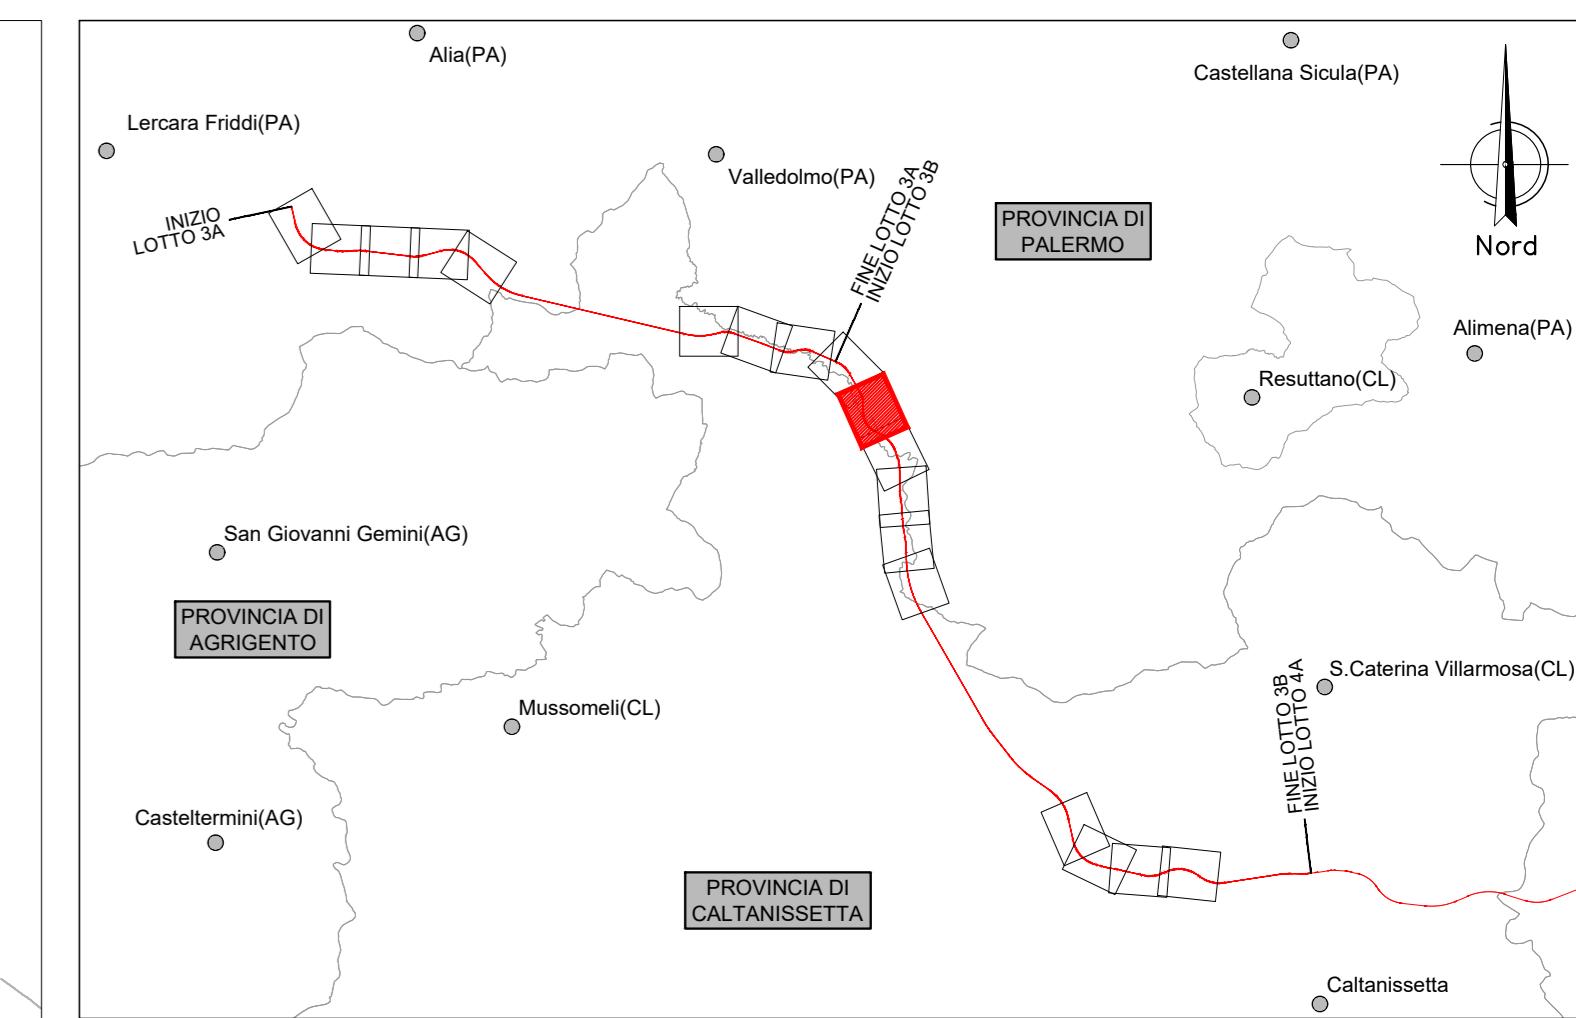 Alia(PA)
Castellana Sicula(PA)
Lercara Friddi(PA)
Valledolmo(PA)
INIZIO
LOTTO 3A
FINE LOTTO 3A
INIZIO LOTTO 3B
PROVINCIA DI
PALERMO
Nord
Alimena(PA)
Resuttano(CL)
San Giovanni Gemini(AG)
PROVINCIA DI
AGRIGENTO
Mussomeli(CL)
S.Caterina Villarmosa(CL)
FINE LOTTO 3B
INIZIO LOTTO 4A
Casteltermini(AG)
PROVINCIA DI
CALTANISSETTA
Caltanissetta